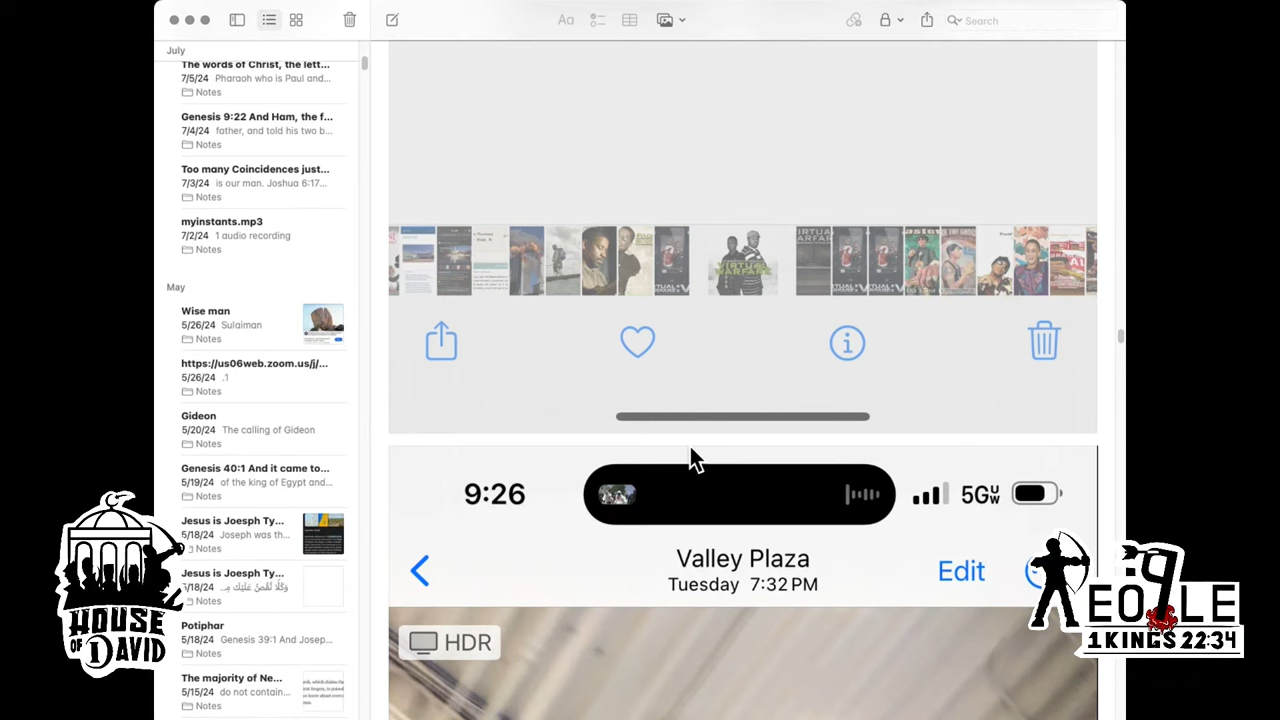 Aa
Search
July
The words of Christ, the lett...
7/5/24 Pharaoh who is Paul and...
Notes
Genesis 9:22 And Ham, the f...
7/4/24 father, and told his two b...
Notes
Too many Coincidences just...
7/3/24 is our man. Joshua 6:17...
Notes
myinstants.mp3
7/2/24 1 audio recording
Notes
May
Wise man
5/26/24 Sulaiman
Notes
https://us06web.zoom.us/j/...
5/26/24 .1
Notes
Gideon
5/20/24 The calling of Gideon
Notes
Genesis 40:1 And it came to...
5/19/24 of the king of Egypt and...
Notes
Jesus is Joesph Ty...
5/18/24 Joseph was th...
Notes
Jesus is Joesph Ty...
5/18/24
Notes
Potiphar
5/18/24 Genesis 39:1 And Josep...
Notes
The majority of Ne...
5/15/24 do not contain...
Notes
VIRTUAL
WARFARE
9:26
5G
Valley Plaza
Tuesday 7:32 PM
Edit
HDR
HOUSE
OF DAVID
1 KINGS 22:34